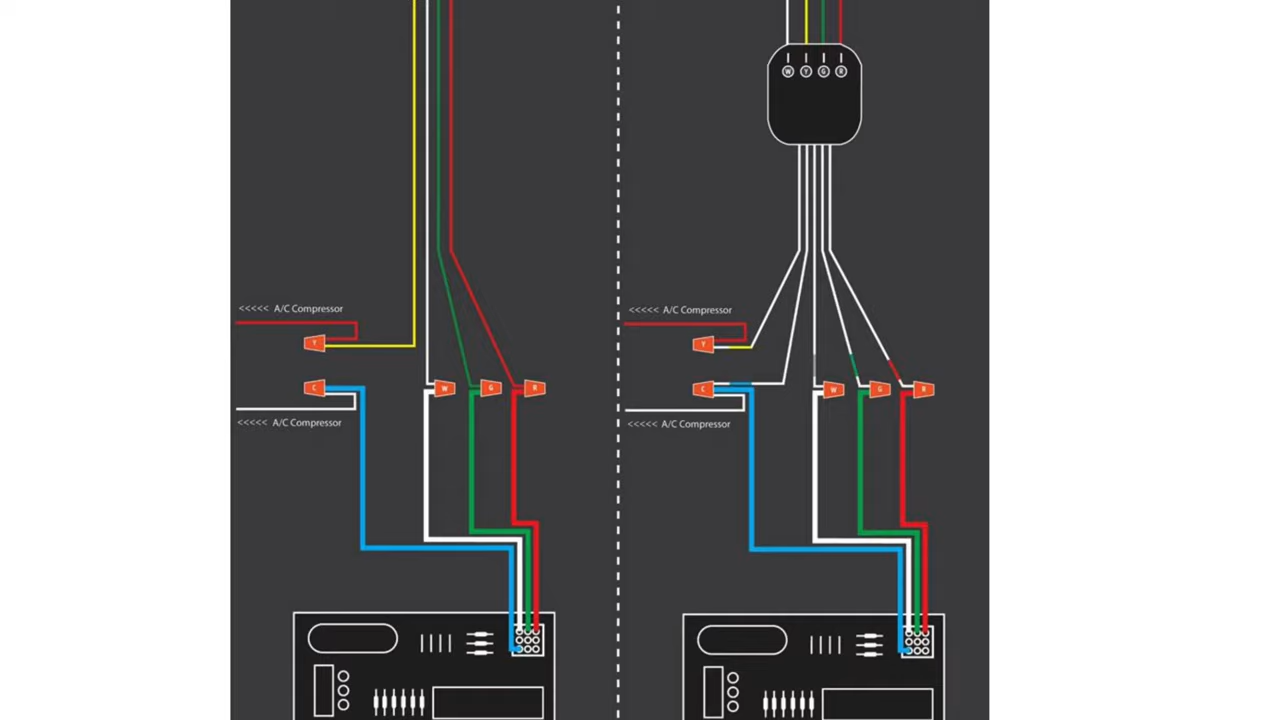 W Y G R
<<<<< A/C Compressor
Y
C
W
G
R
<<<<< A/C Compressor
<<<<< A/C Compressor
Y
C
W
G
R
<<<<< A/C Compressor